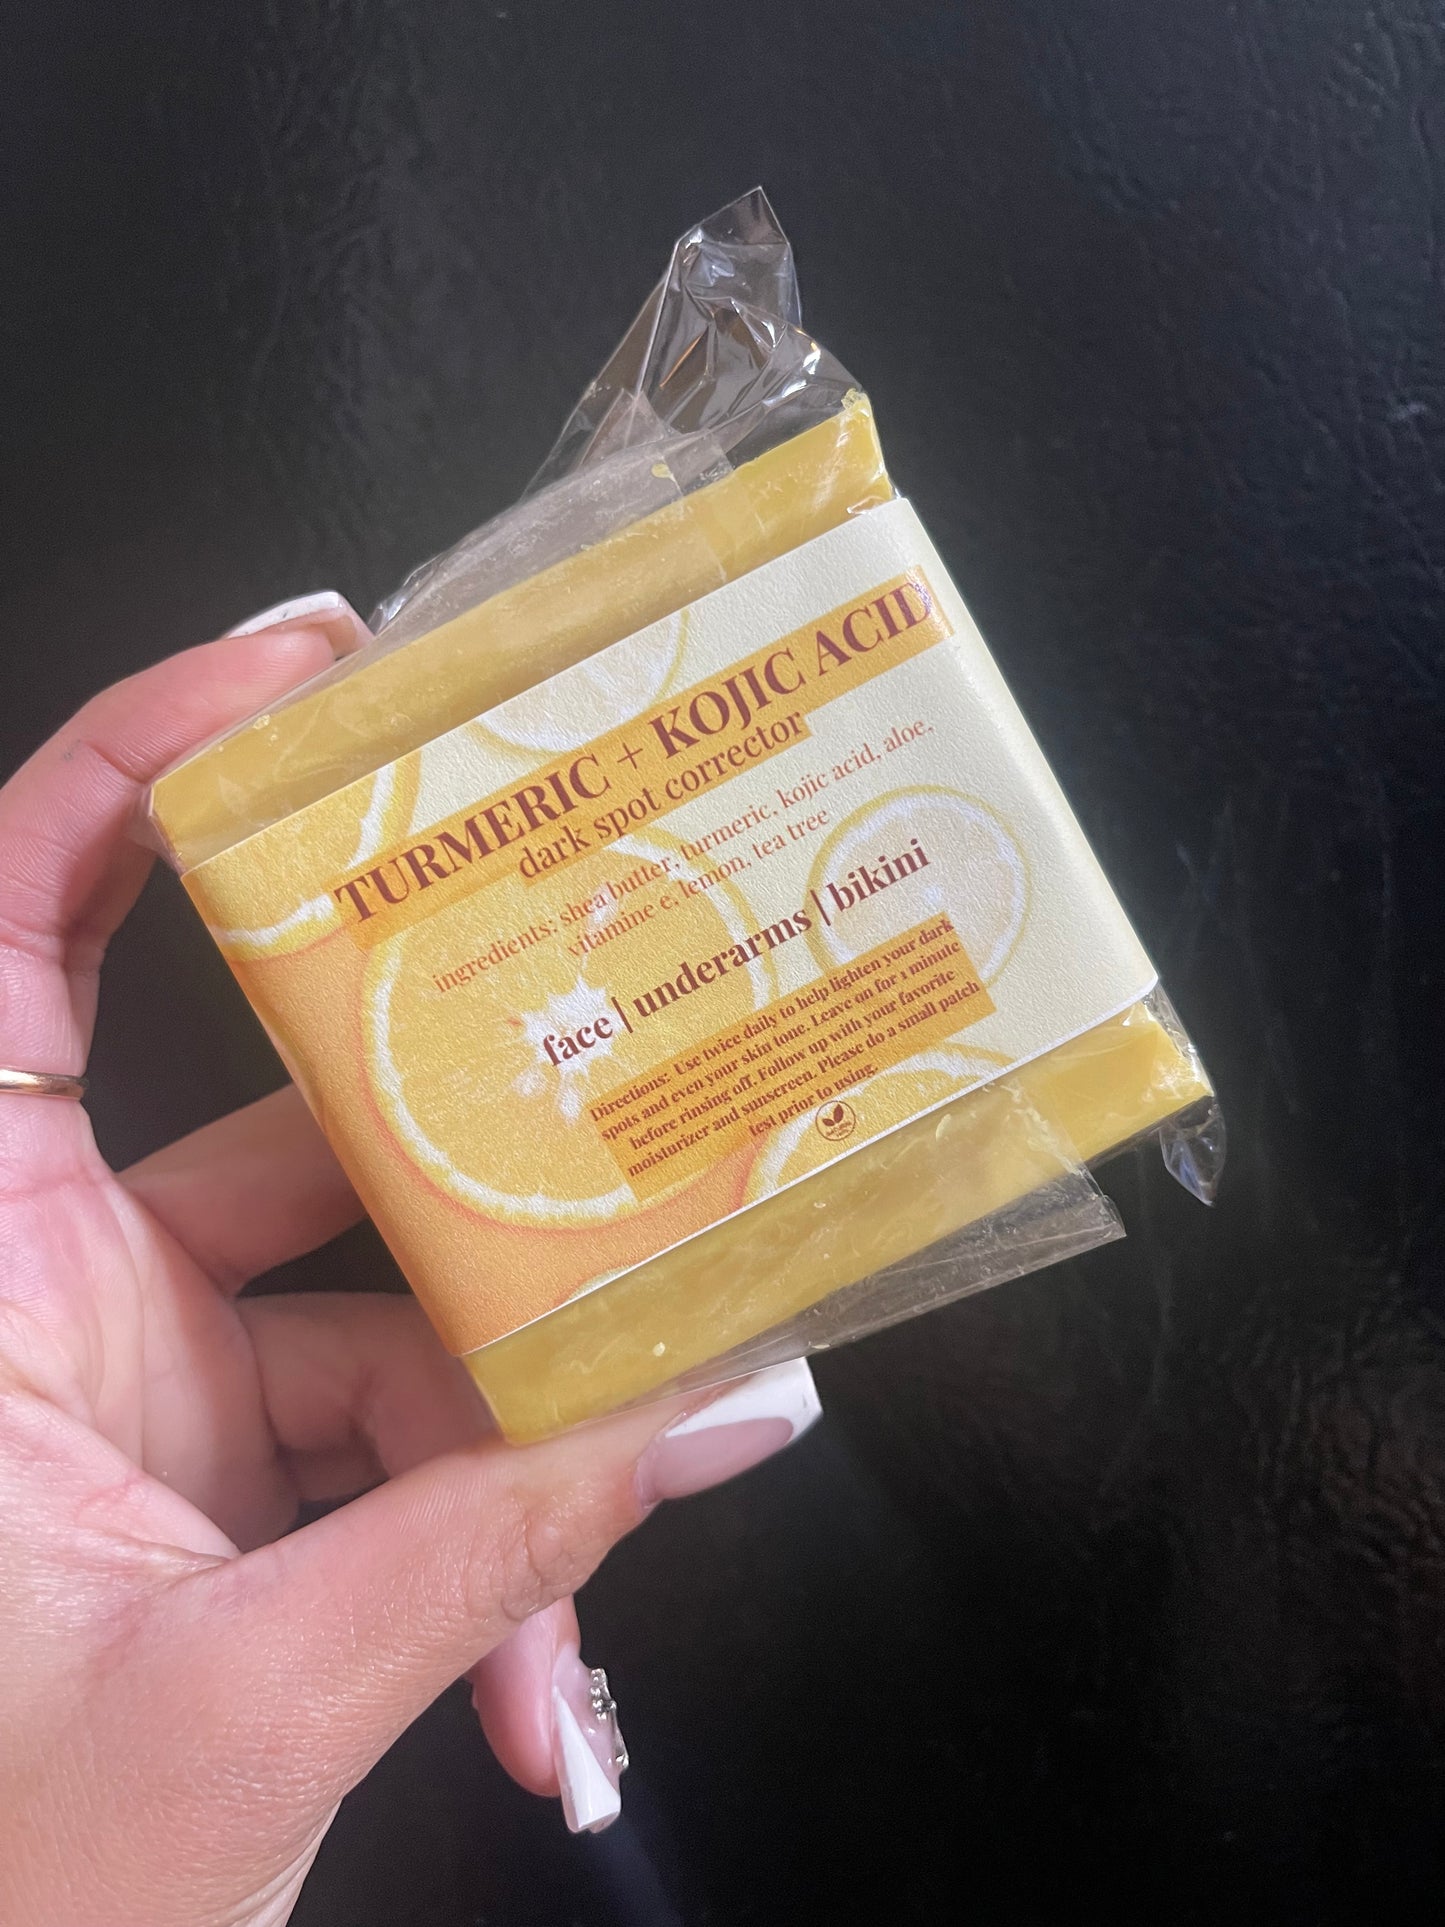 TURMERIC + KOJIC ACID
dark spot corrector
ingredients: shea butter, turmeric, kojic acid, aloe,
vitamine e, lemon, tea tree
face | underarms | bikini
Directions: Use twice daily to help lighten your dark
spots and even your skin tone. Leave on for 1 minute
before rinsing off. Follow up with your favorite
moisturizer and sunscreen. Please do a small patch
test prior to using.
NATURAL